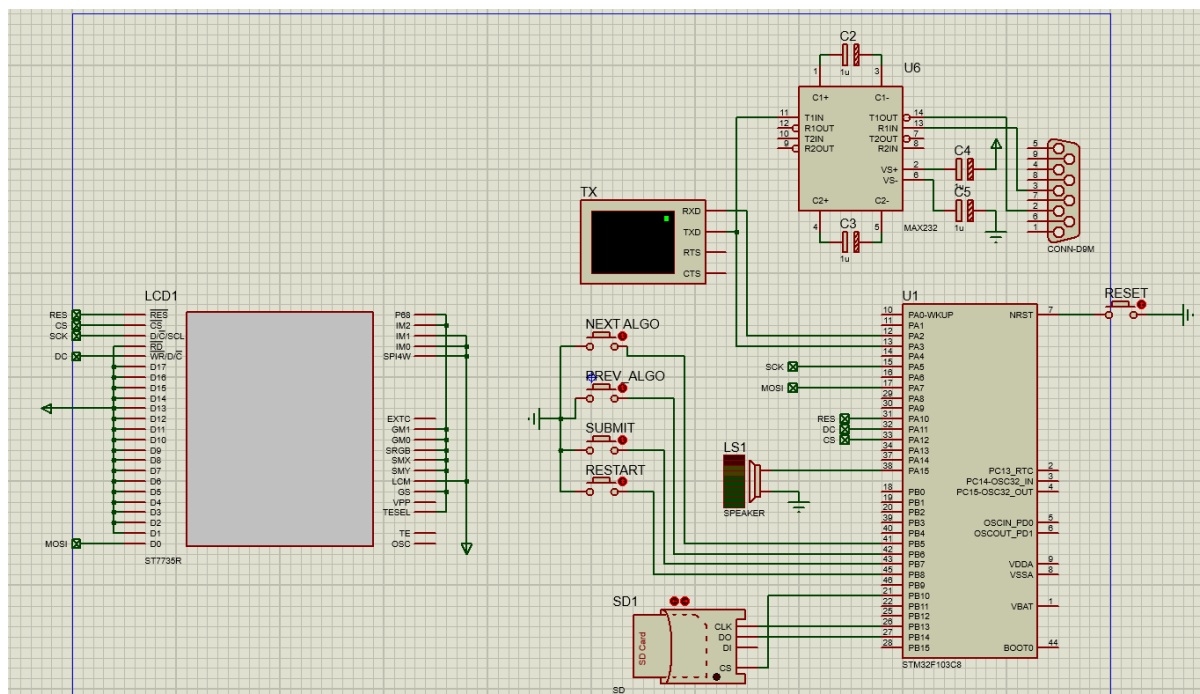 C2
1
3
1u
U6
C1+
C1-
11
T1IN
T1OUT
14
12
R1OUT
R1IN
13
10
T2IN
T2OUT
7
9
R2OUT
R2IN
8
VS+
2
VS-
6
C4
1u
C5
1u
C2+
C2-
4
5
C3
1u
MAX232
5
9
4
8
3
7
2
6
1
CONN-D9M
TX
RXD
TXD
RTS
CTS
LCD1
RES
RES
CS
CS
SCK
D/C/SCL
RD
DC
WR/D/C
D17
D16
D15
D14
D13
D12
D11
D10
D9
D8
D7
D6
D5
D4
D3
D2
D1
MOSI
D0
ST7735R
P68
IM2
IM1
IM0
SPI4W
EXTC
GM1
GM0
SRGB
SMX
SMY
LCM
GS
VPP
TESEL
TE
OSC
NEXT ALGO
PREV_ALGO
SUBMIT
RESTART
LS1
SPEAKER
SCK
MOSI
RES
DC
CS
U1
10
PA0-WKUP
11
PA1
12
PA2
13
PA3
14
PA4
15
PA5
16
PA6
17
PA7
29
PA8
30
PA9
31
PA10
32
PA11
33
PA12
34
PA13
37
PA14
38
PA15
18
PB0
19
PB1
20
PB2
39
PB3
40
PB4
41
PB5
42
PB6
43
PB7
45
PB8
46
PB9
21
PB10
22
PB11
25
PB12
26
PB13
27
PB14
28
PB15
STM32F103C8
NRST
7
RESET
PC13_RTC
2
PC14-OSC32_IN
3
PC15-OSC32_OUT
4
OSCIN_PD0
5
OSCOUT_PD1
6
VDDA
9
VSSA
8
VBAT
1
BOOT0
44
SD1
SD Card
CLK
DO
DI
CS
SD